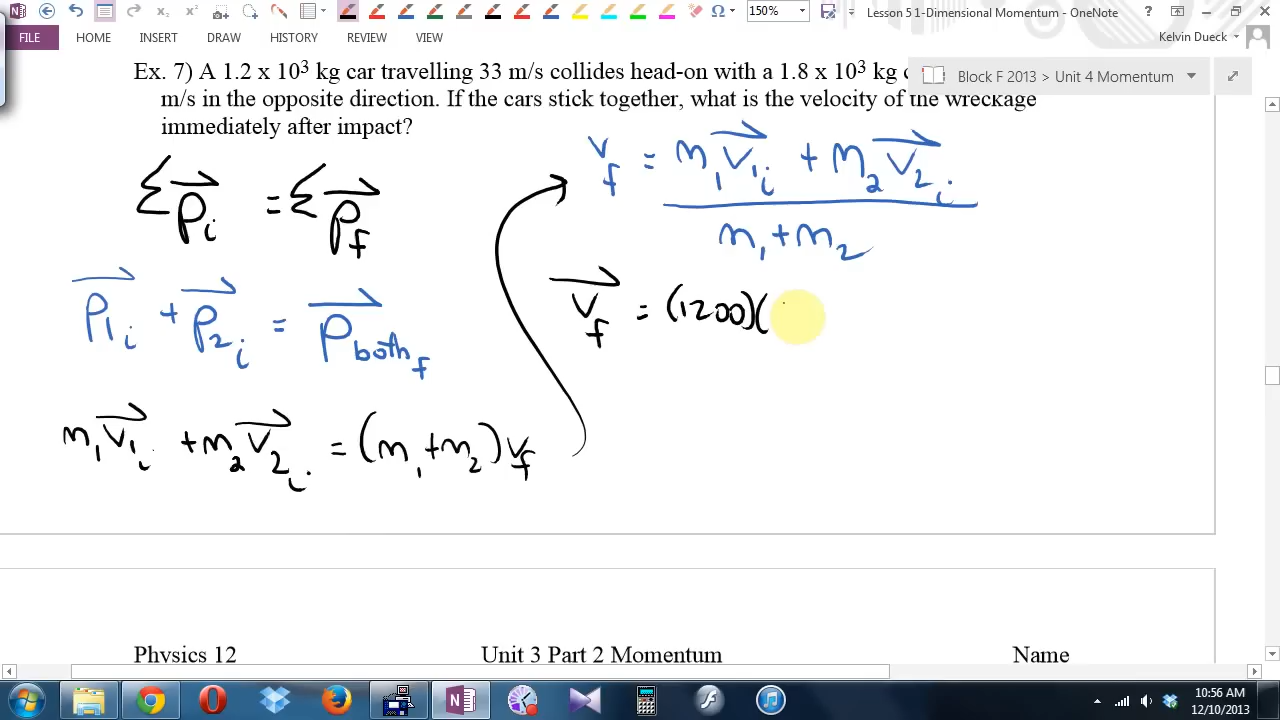 Lesson 5 1-Dimensional Momentum - OneNote
150%
FILE HOME INSERT DRAW HISTORY REVIEW VIEW
Kelvin Dueck
Block F 2013 > Unit 4 Momentum
Ex. 7) A 1.2 x 10³ kg car travelling 33 m/s collides head-on with a 1.8 x 10³ kg
m/s in the opposite direction. If the cars stick together, what is the velocity of the wreckage
immediately after impact?
Σp⃗i = Σp⃗f
p⃗1i + p⃗2i = p⃗both f
m₁v⃗1i + m₂v⃗2i = (m₁+m₂)vf
vf = m₁v⃗1i + m₂v⃗2i
m₁+m₂
v⃗f = (1200)(
Physics 12 Unit 3 Part 2 Momentum Name
10:56 AM
12/10/2013